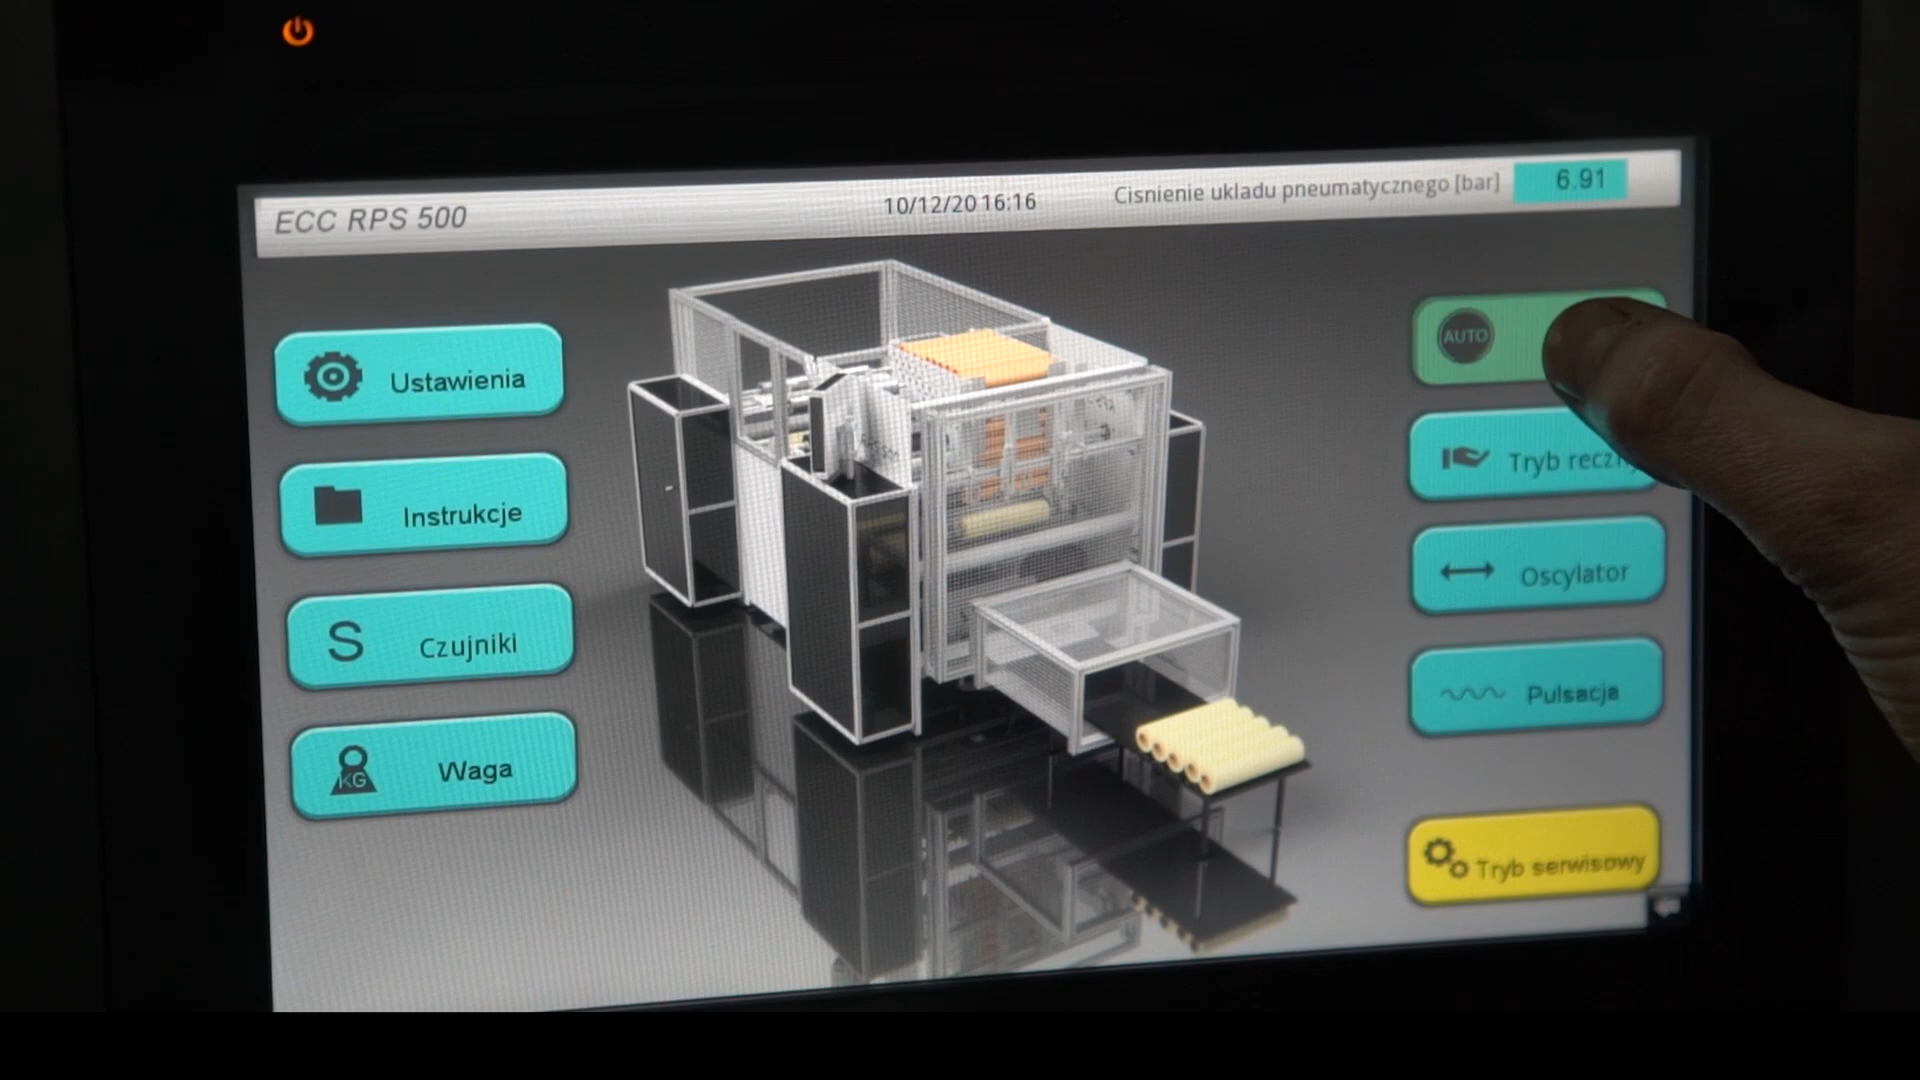 ECC RPS 500
10/12/20 16:16
Cisnienie ukladu pneumatycznego [bar]
6.91
Ustawienia
Instrukcje
S Czujniki
KG Waga
AUTO
Tryb
Oscylator
Pulsacja
Tryb serwisowy